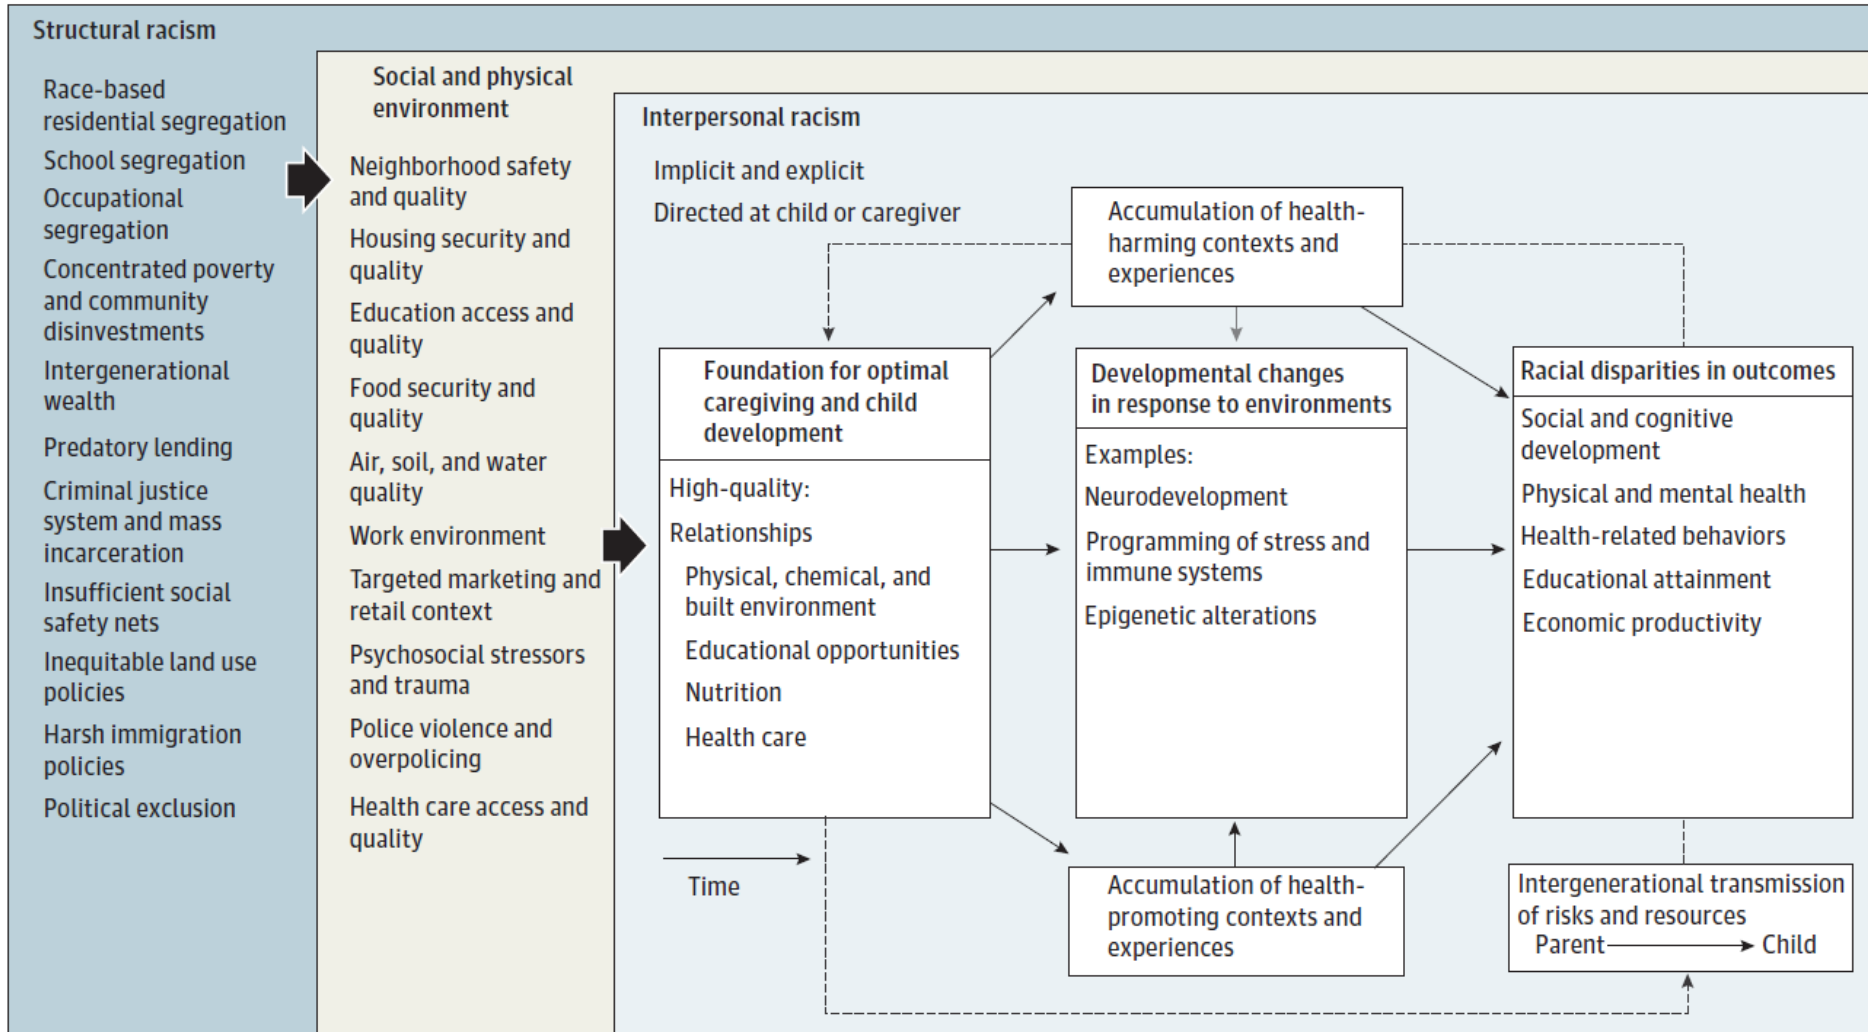 Structural racism
Race-based
residential segregation
School segregation
Occupational
segregation
Concentrated poverty
and community
disinvestments
Intergenerational
wealth
Predatory lending
Criminal justice
system and mass
incarceration
Insufficient social
safety nets
Inequitable land use
policies
Harsh immigration
policies
Political exclusion
Social and physical
environment
Neighborhood safety
and quality
Housing security and
quality
Education access and
quality
Food security and
quality
Air, soil, and water
quality
Work environment
Targeted marketing and
retail context
Psychosocial stressors
and trauma
Police violence and
overpolicing
Health care access and
quality
Interpersonal racism
Implicit and explicit
Directed at child or caregiver
Accumulation of health-
harming contexts and
experiences
Foundation for optimal
caregiving and child
development
High-quality:
Relationships
Physical, chemical, and
built environment
Educational opportunities
Nutrition
Health care
Developmental changes
in response to environments
Examples:
Neurodevelopment
Programming of stress and
immune systems
Epigenetic alterations
Racial disparities in outcomes
Social and cognitive
development
Physical and mental health
Health-related behaviors
Educational attainment
Economic productivity
Time
Accumulation of health-
promoting contexts and
experiences
Intergenerational transmission
of risks and resources
Parent Child